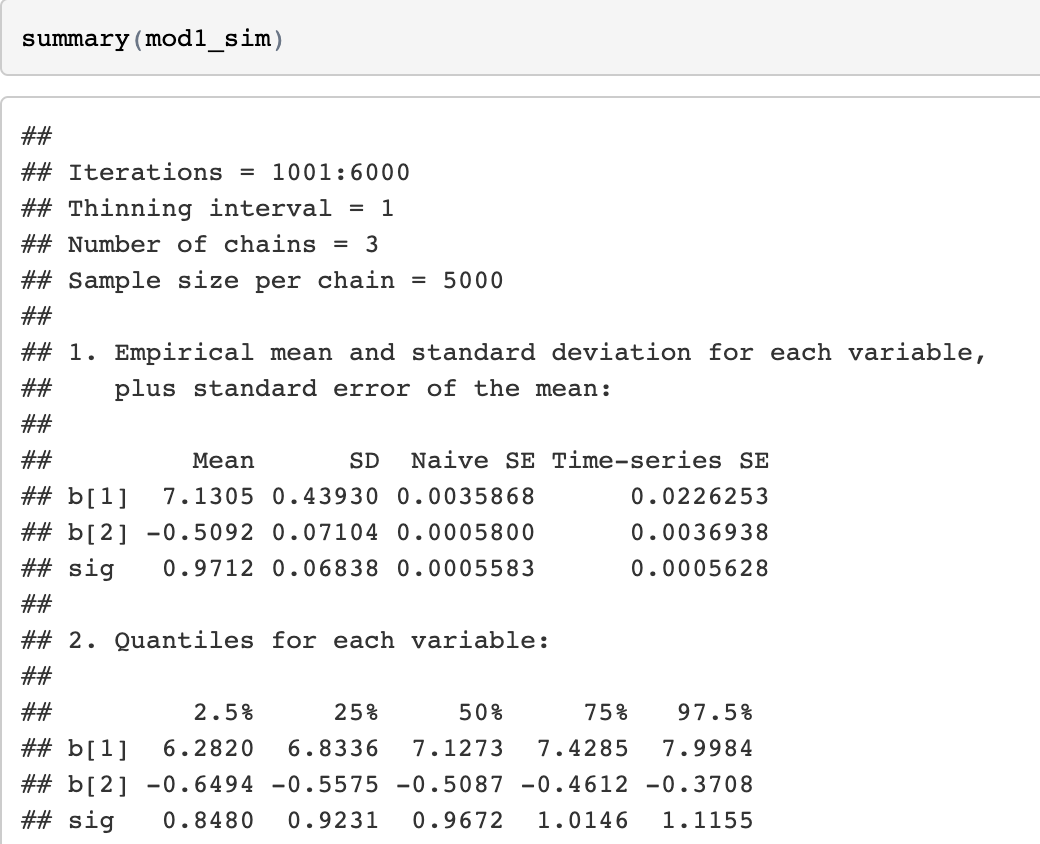 summary(mod1_sim)
##
## Iterations = 1001:6000
## Thinning interval = 1
## Number of chains = 3
## Sample size per chain = 5000
##
## 1. Empirical mean and standard deviation for each variable,
##    plus standard error of the mean:
##
##         Mean      SD  Naive SE Time-series SE
## b[1]  7.1305 0.43930 0.0035868      0.0226253
## b[2] -0.5092 0.07104 0.0005800      0.0036938
## sig   0.9712 0.06838 0.0005583      0.0005628
##
## 2. Quantiles for each variable:
##
##         2.5%     25%     50%     75%   97.5%
## b[1]  6.2820  6.8336  7.1273  7.4285  7.9984
## b[2] -0.6494 -0.5575 -0.5087 -0.4612 -0.3708
## sig   0.8480  0.9231  0.9672  1.0146  1.1155